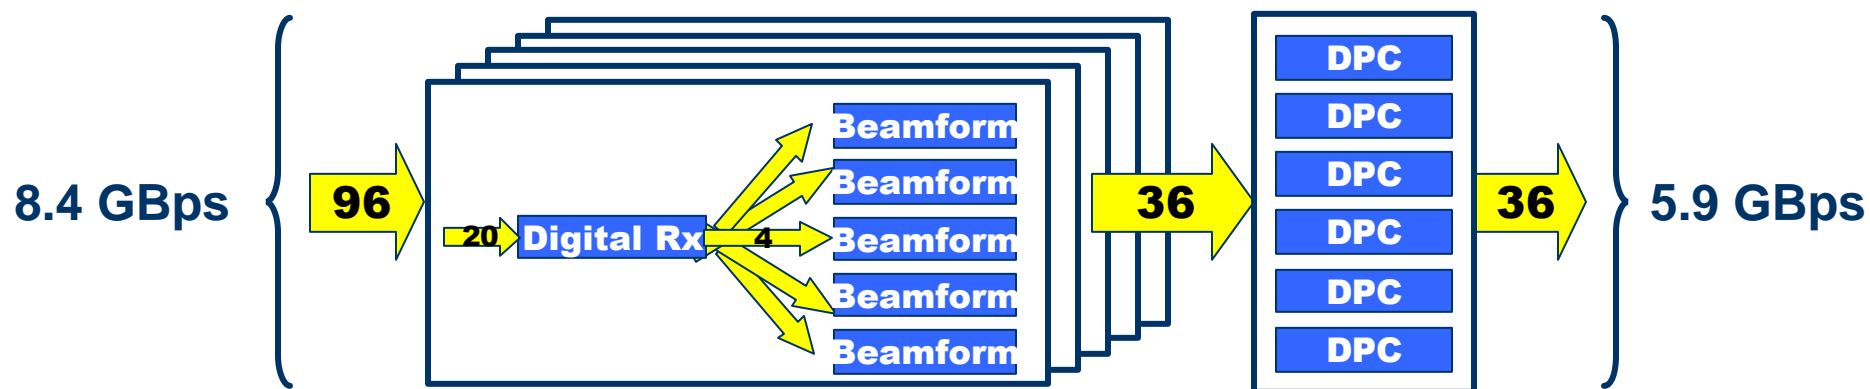 8.4 GBps
96
20
Digital Rx
4
Beamform
Beamform
Beamform
Beamform
Beamform
36
DPC
DPC
DPC
DPC
DPC
DPC
36
5.9 GBps